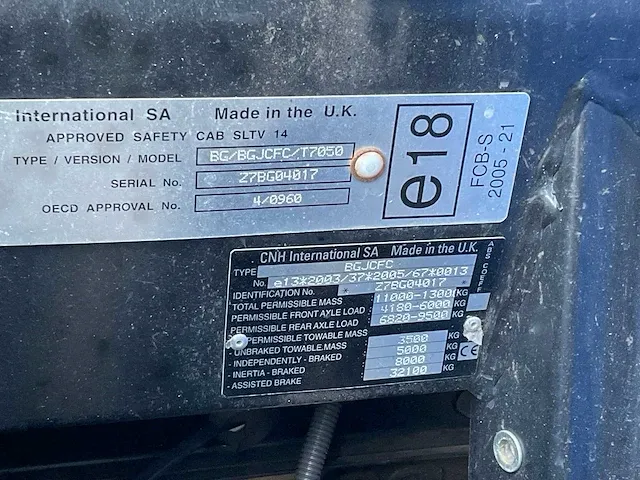 International SA Made in the U.K.
APPROVED SAFETY CAB SLTV 14
TYPE / VERSION / MODEL BG/BGJCFC/T7050
SERIAL No. Z7BG04017
OECD APPROVAL No. 4/0960
e18
FCB-S
2005 - 21
CNH International SA Made in the U.K.
TYPE BGJCFC
No. e13*2003/37*2005/67*0013
IDENTIFICATION No. * Z7BG04017 *
TOTAL PERMISSIBLE MASS 11000-13000 KG
PERMISSIBLE FRONT AXLE LOAD : 4180-6000 KG
PERMISSIBLE REAR AXLE LOAD : 6820-9500 KG
PERMISSIBLE TOWABLE MASS
- UNBRAKED TOWABLE.MASS 3500 KG
- INDEPENDENTLY - BRAKED 5000 KG
- INERTIA - BRAKED 8000 KG
- ASSISTED BRAKE 32100 KG
ABS COEFF
CE